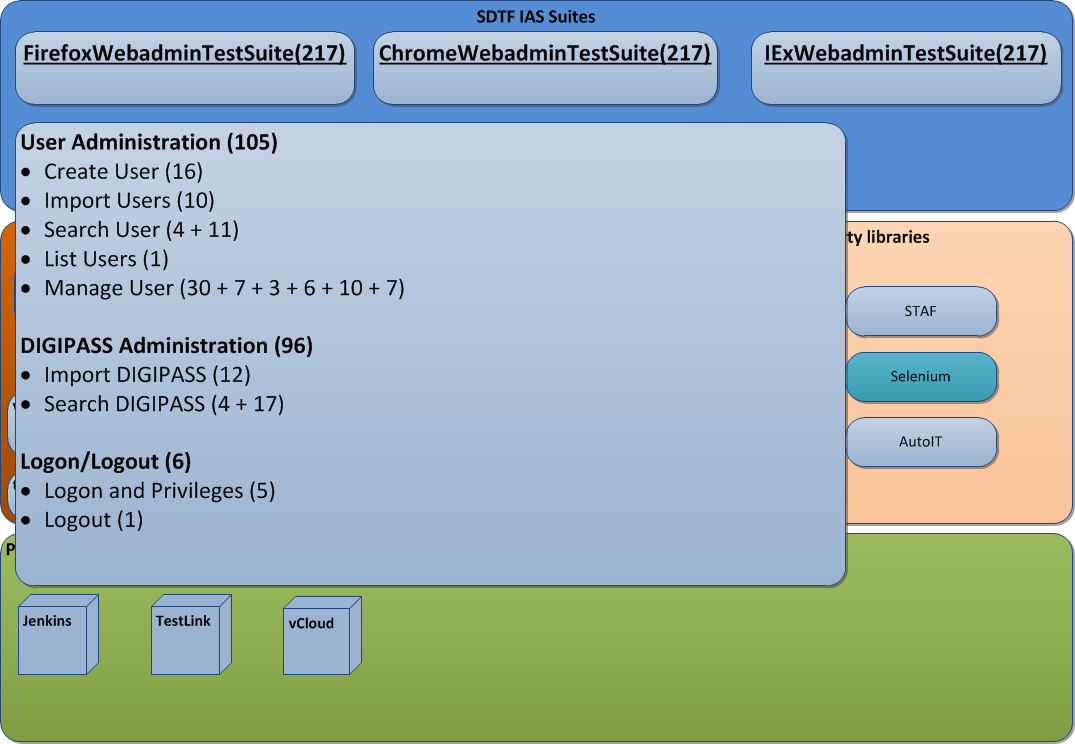 SDTF IAS Suites
FirefoxWebadminTestSuite(217)
ChromeWebadminTestSuite(217)
IExWebadminTestSuite(217)
User Administration (105)
• Create User (16)
• Import Users (10)
• Search User (4 + 11)
• List Users (1)
• Manage User (30 + 7 + 3 + 6 + 10 + 7)
DIGIPASS Administration (96)
• Import DIGIPASS (12)
• Search DIGIPASS (4 + 17)
Logon/Logout (6)
• Logon and Privileges (5)
• Logout (1)
ty libraries
STAF
Selenium
AutoIT
P
Jenkins
TestLink
vCloud